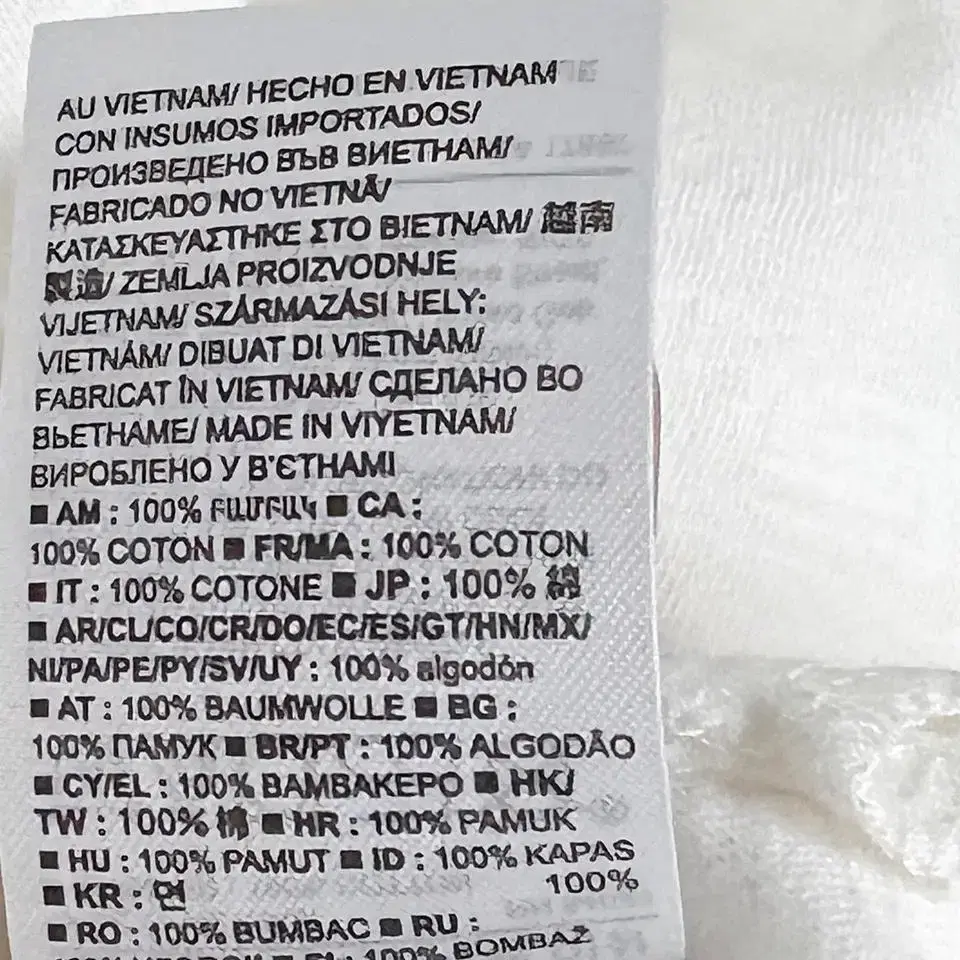 AU VIETNAM/ HECHO EN VIETNAM
CON INSUMOS IMPORTADOS/
ПРОИЗВЕДЕНО ВЪВ ВИЕТНАМ/
FABRICADO NO VIETNÃ/
ΚΑΤΑΣΚΕΥΑΣΤΗΚΕ ΣΤΟ ΒΙΕΤΝΑΜ/ 越南
製造/ ZEMLJA PROIZVODNJE
VIJETNAM/ SZÁRMAZÁSI HELY:
VIETNÁM/ DIBUAT DI VIETNAM/
FABRICAT ÎN VIETNAM/ СДЕЛАНО ВО
ВЬЕТНАМЕ/ MADE IN VIYETNAM/
ВИРОБЛЕНО У В'ЄТНАМІ
■ AM : 100% ԲԱՄԲԱԿ ■ CA :
100% COTON ■ FR/MA : 100% COTON
■ IT : 100% COTONE ■ JP : 100% 綿
■ AR/CL/CO/CR/DO/EC/ES/GT/HN/MX/
NI/PA/PE/PY/SV/UY : 100% algodón
■ AT : 100% BAUMWOLLE ■ BG :
100% ПАМУК ■ BR/PT : 100% ALGODÃO
■ CY/EL : 100% ΒΑΜΒΑΚΕΡΟ ■ HK/
TW : 100% 棉 ■ HR : 100% PAMUK
■ HU : 100% PAMUT ■ ID : 100% KAPAS
■ KR : 면 100%
■ RO : 100% BUMBAC ■ RU :
100% BOMBAŽ